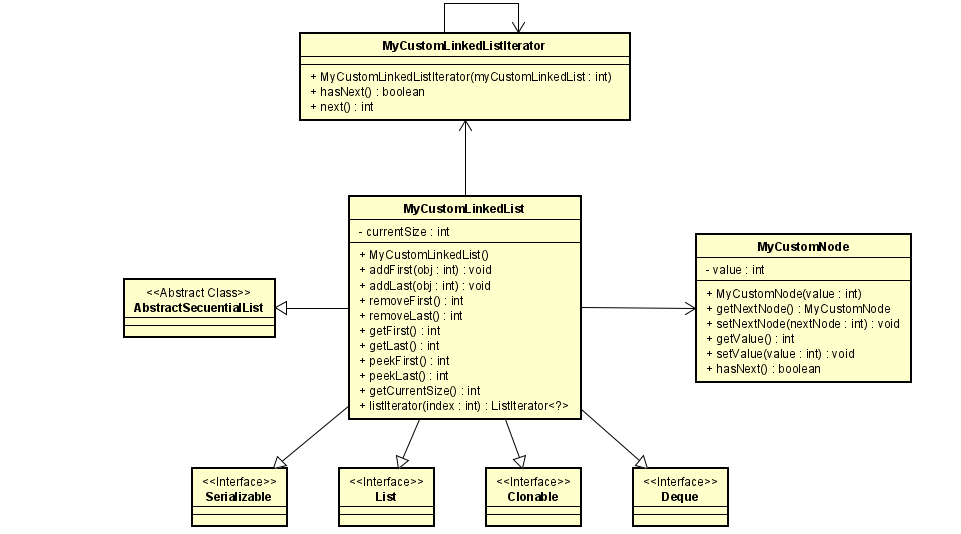 MyCustomLinkedListIterator
+ MyCustomLinkedListIterator(myCustomLinkedList : int)
+ hasNext() : boolean
+ next() : int
MyCustomLinkedList
- currentSize : int
+ MyCustomLinkedList()
+ addFirst(obj : int) : void
+ addLast(obj : int) : void
+ removeFirst() : int
+ removeLast() : int
+ getFirst() : int
+ getLast() : int
+ peekFirst() : int
+ peekLast() : int
+ getCurrentSize() : int
+ listIterator(index : int) : ListIterator<?>
MyCustomNode
- value : int
+ MyCustomNode(value : int)
+ getNextNode() : MyCustomNode
+ setNextNode(nextNode : int) : void
+ getValue() : int
+ setValue(value : int) : void
+ hasNext() : boolean
<<Abstract Class>>
AbstractSecuentialList
<<Interface>>
Serializable
<<Interface>>
List
<<Interface>>
Clonable
<<Interface>>
Deque